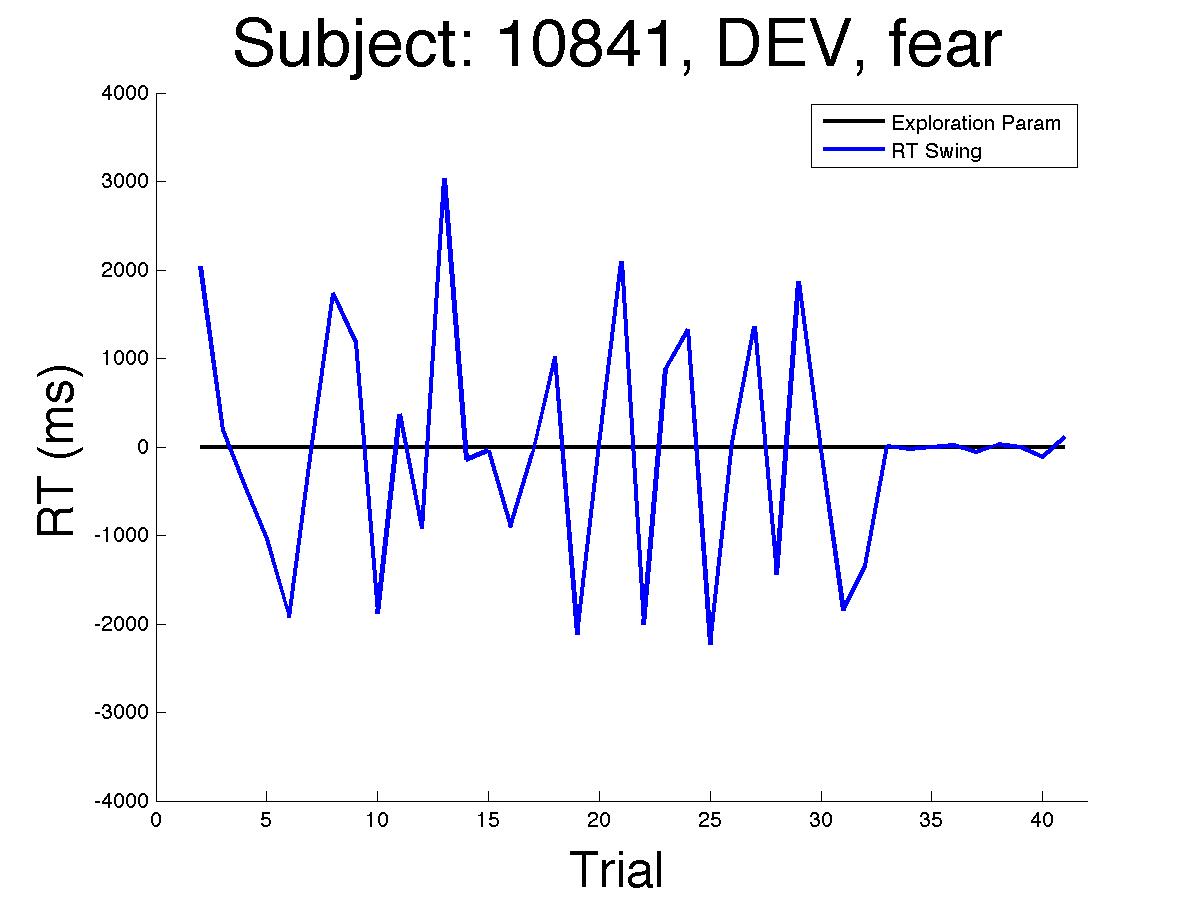 Subject: 10841, DEV, fear
Exploration Param
RT Swing
4000
3000
2000
1000
0
-1000
-2000
-3000
-4000
RT (ms)
0 5 10 15 20 25 30 35 40
Trial